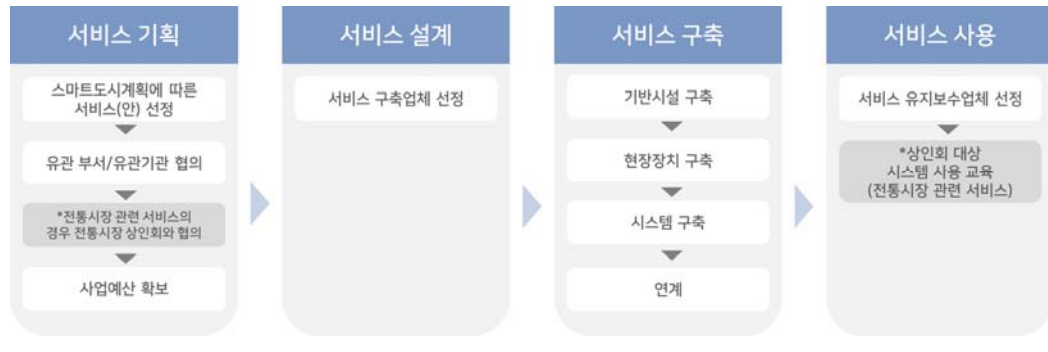 서비스 기획
스마트도시계획에 따른
서비스(안) 선정
유관 부서/유관기관 협의
*전통시장 관련 서비스의
경우 전통시장 상인회와 협의
사업예산 확보
서비스 설계
서비스 구축업체 선정
서비스 구축
기반시설 구축
현장장치 구축
시스템 구축
연계
서비스 사용
서비스 유지보수업체 선정
*상인회 대상
시스템 사용 교육
(전통시장 관련 서비스)